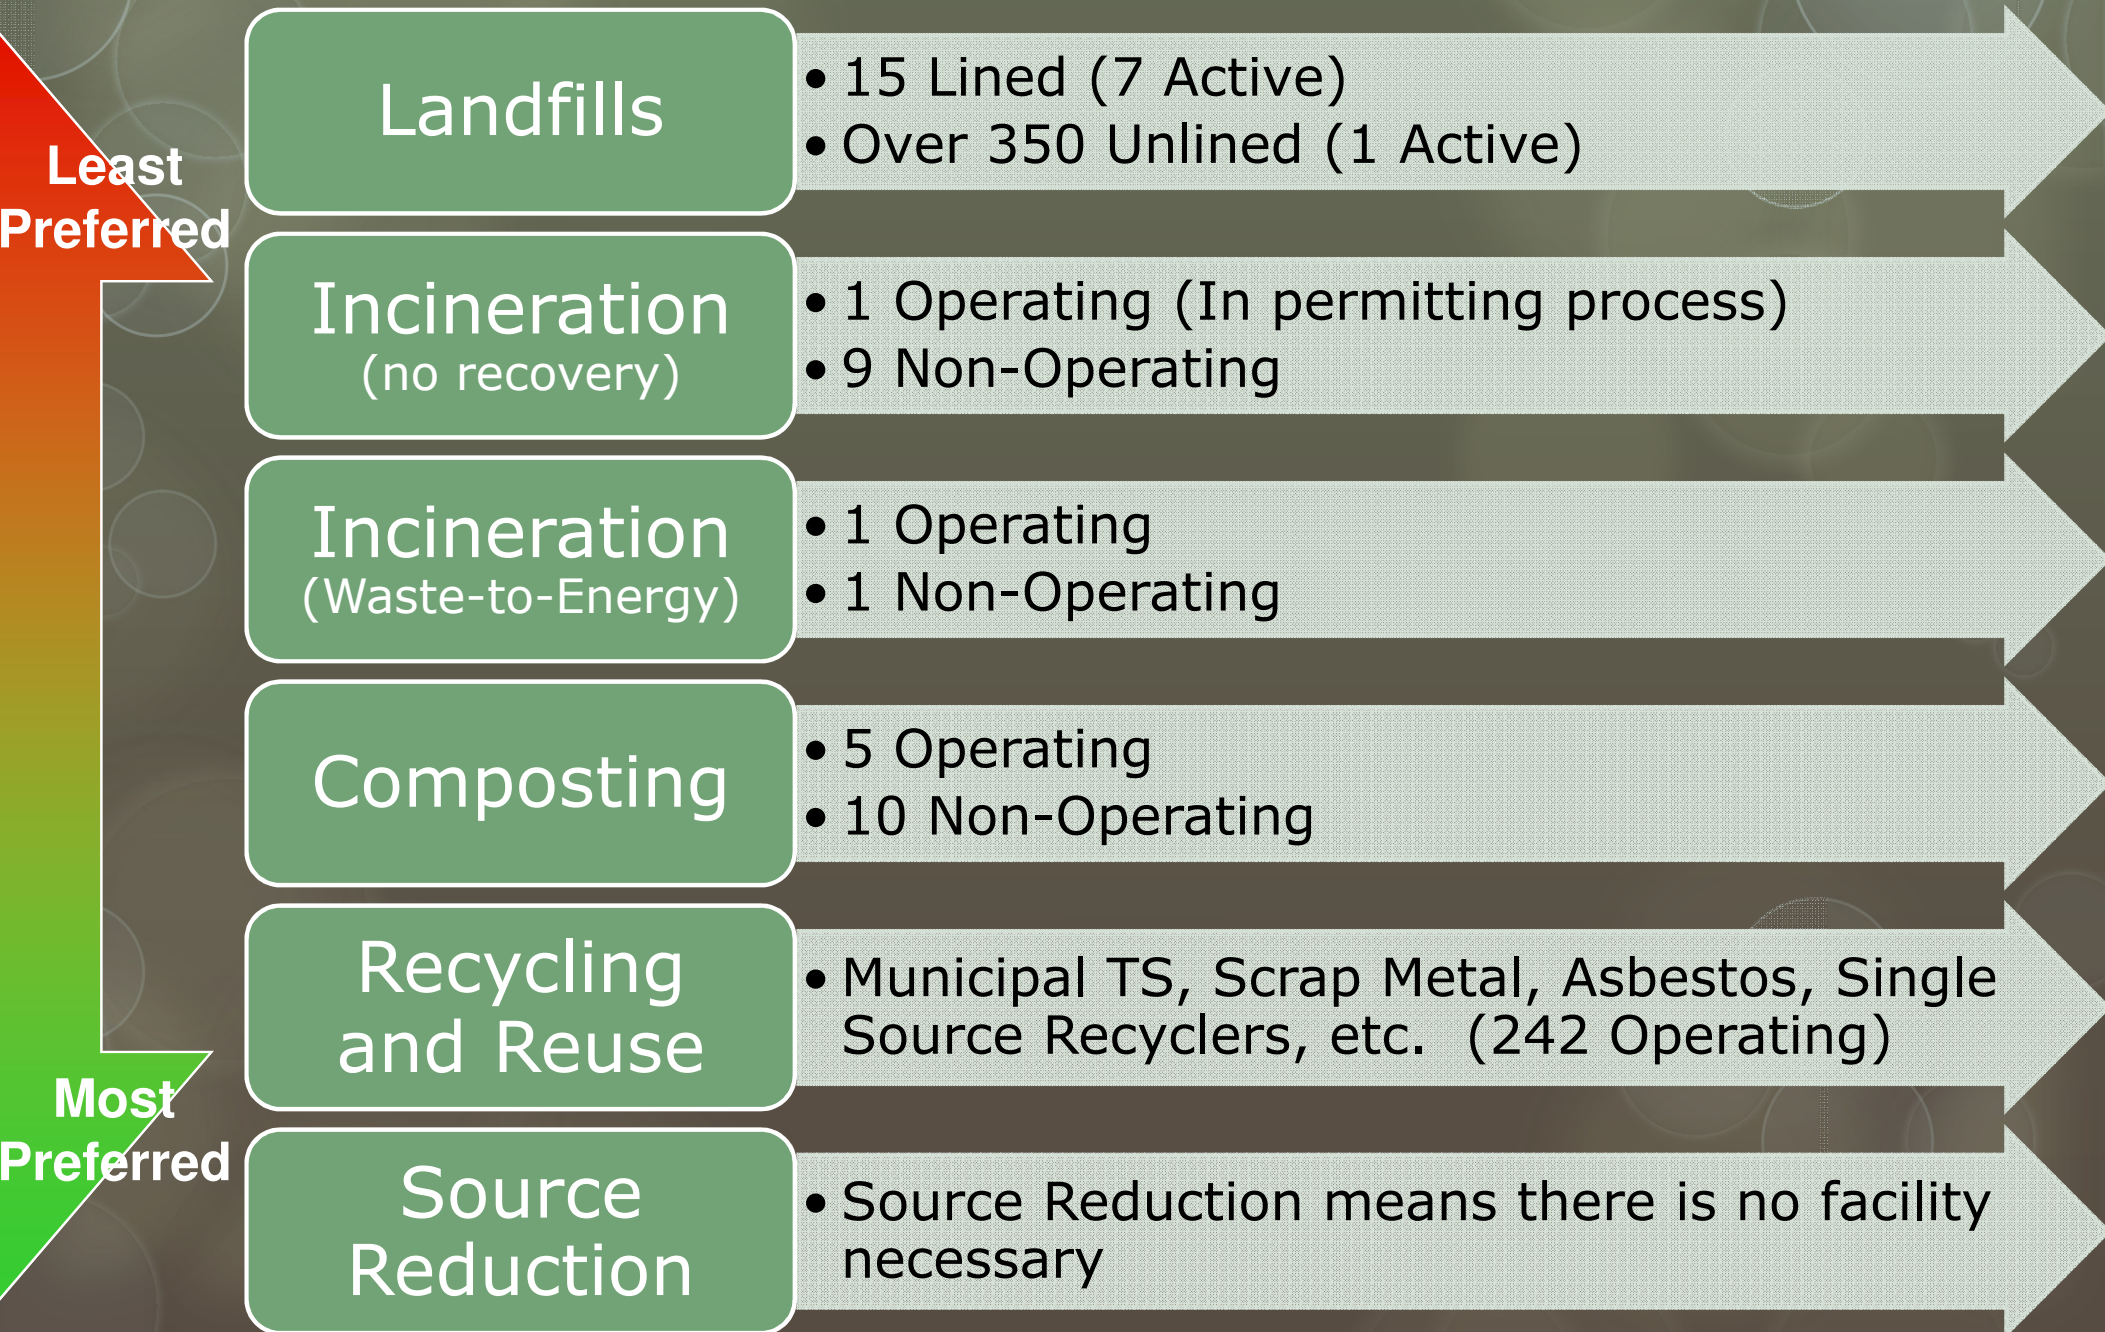 Least
Preferred
Landfills
• 15 Lined (7 Active)
• Over 350 Unlined (1 Active)
Incineration
(no recovery)
• 1 Operating (In permitting process)
• 9 Non-Operating
Incineration
(Waste-to-Energy)
• 1 Operating
• 1 Non-Operating
Composting
• 5 Operating
• 10 Non-Operating
Recycling
and Reuse
• Municipal TS, Scrap Metal, Asbestos, Single
Source Recyclers, etc.  (242 Operating)
Most
Preferred
Source
Reduction
• Source Reduction means there is no facility
necessary